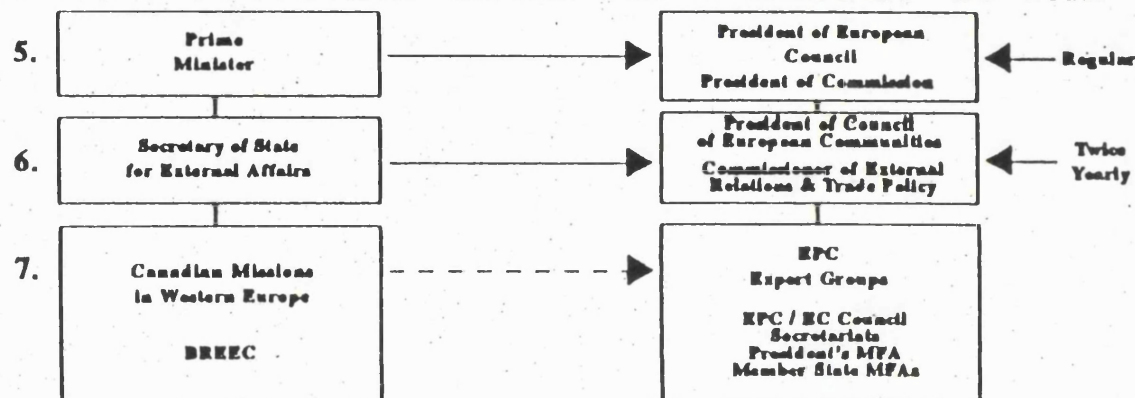 5.
Prime
Minister
President of European
Council
President of Commission
Regular
6.
Secretary of State
for External Affairs
President of Council
of European Communities
Commissioner of External
Relations & Trade Policy
Twice
Yearly
7.
Canadian Missions
in Western Europe
BREEC
EPC
Expert Groups
EPC / EC Council
Secretariats
President's MFA
Member State MFAs